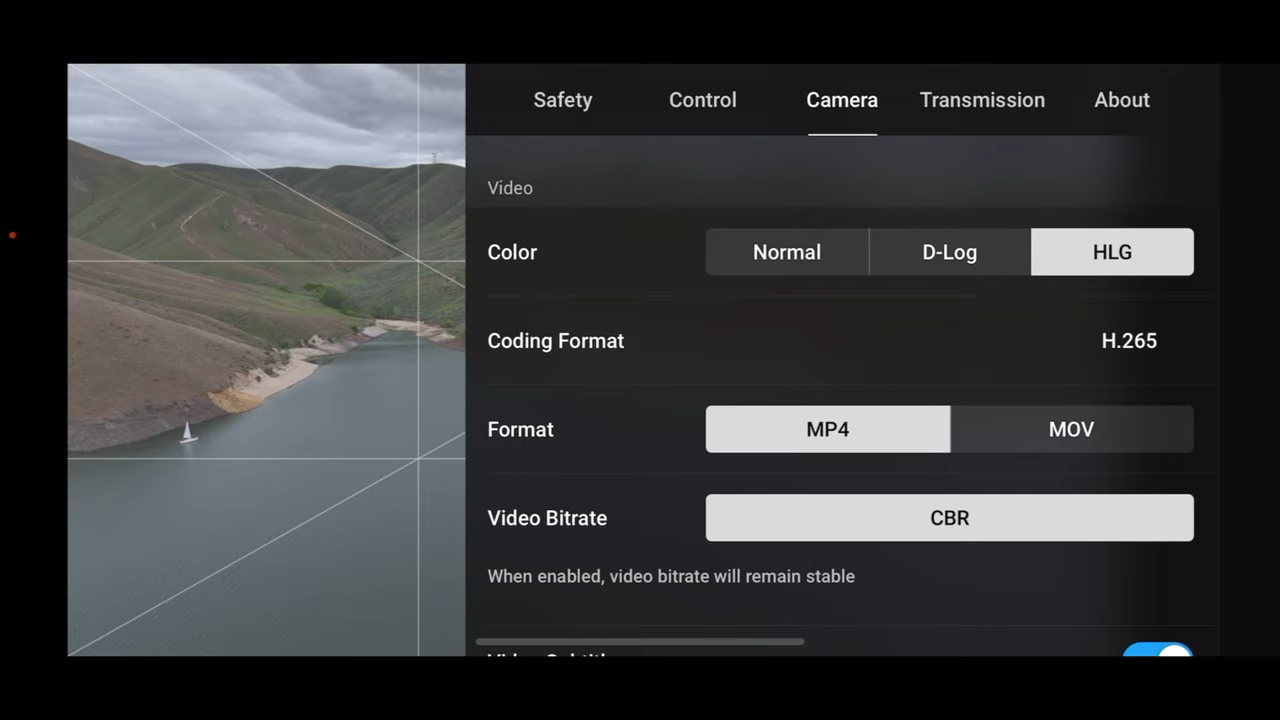 Safety Control Camera Transmission About
Video
Color Normal D-Log HLG
Coding Format H.265
Format MP4 MOV
Video Bitrate CBR
When enabled, video bitrate will remain stable